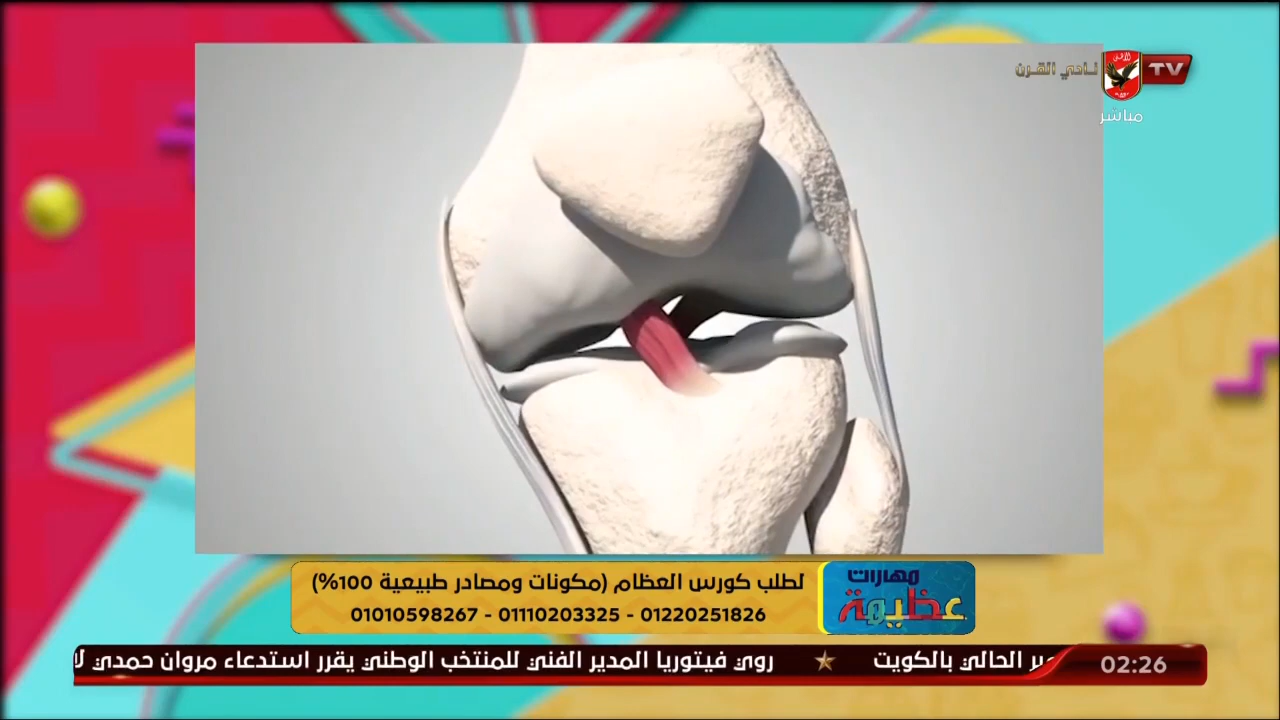 نادي القرن
TV
مباشر
لطلب كورس العظام (مكونات ومصادر طبيعية 100%)
01010598267 - 01110203325 - 01220251826
مهارات
عظيمة
الحالي بالكويت ★ روي فيتوريا المدير الفني للمنتخب الوطني يقرر استدعاء مروان حمدي
02:26